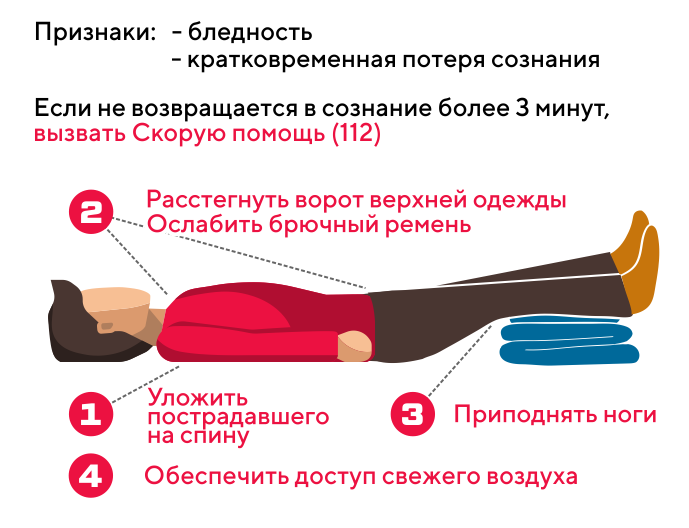 Признаки: - бледность
- кратковременная потеря сознания
Если не возвращается в сознание более 3 минут,
вызвать Скорую помощь (112)
2 Расстегнуть ворот верхней одежды
Ослабить брючный ремень
1 Уложить
пострадавшего
на спину
3 Приподнять ноги
4 Обеспечить доступ свежего воздуха